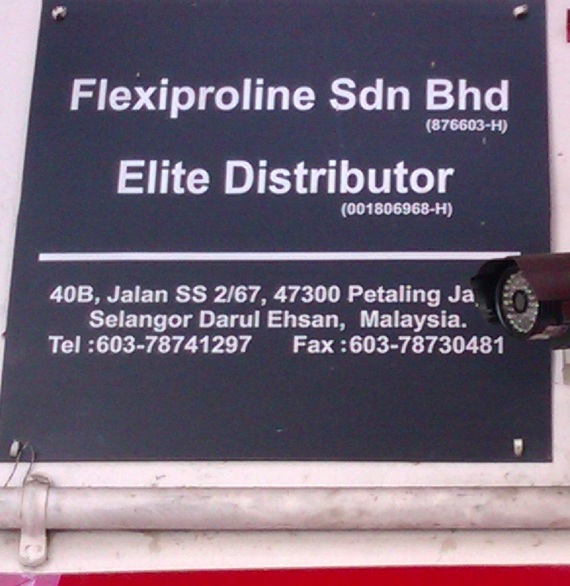 Flexiproline Sdn Bhd
(876603-H)
Elite Distributor
(001806968-H)
40B, Jalan SS 2/67, 47300 Petaling
Selangor Darul Ehsan, Malaysia.
Tel :603-78741297 Fax :603-78730481